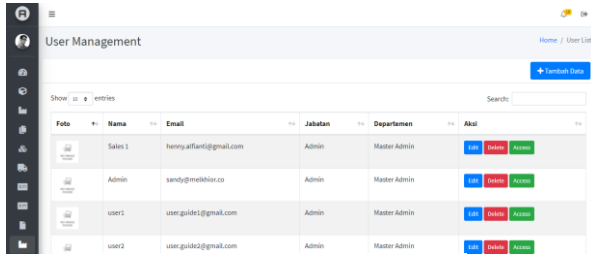 User Management
Home / User List
+ Tambah Data
Show 10 entries
Search:
Foto Nama Email Jabatan Departemen Aksi
Sales 1 henny.alfianti@gmail.com Admin Master Admin Edit Delete Access
Admin sandy@melkhior.co Admin Master Admin Edit Delete Access
user1 user.guide1@gmail.com Admin Master Admin Edit Delete Access
user2 user.guide2@gmail.com Admin Master Admin Edit Delete Access